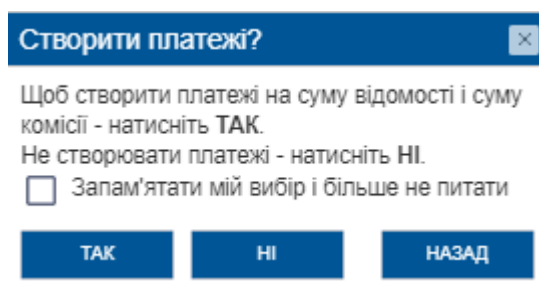 Створити платежі?
Щоб створити платежі на суму відомості і суму
комісії - натисніть ТАК.
Не створювати платежі - натисніть НІ.
Запам'ятати мій вибір і більше не питати
ТАК НІ НАЗАД